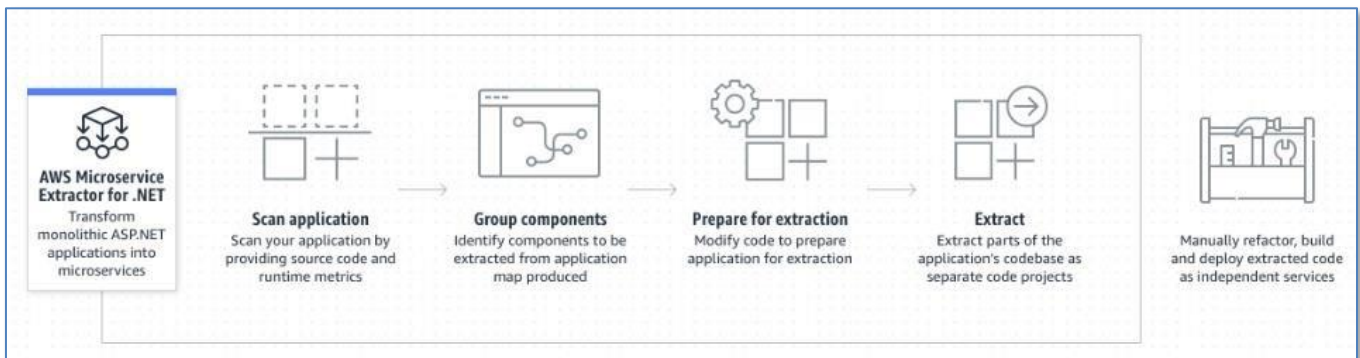 AWS Microservice
Extractor for .NET
Transform
monolithic ASP.NET
applications into
microservices
Scan application
Scan your application by
providing source code and
runtime metrics
Group components
Identify components to be
extracted from application
map produced
Prepare for extraction
Modify code to prepare
application for extraction
Extract
Extract parts of the
application's codebase as
separate code projects
Manually refactor, build
and deploy extracted code
as independent services